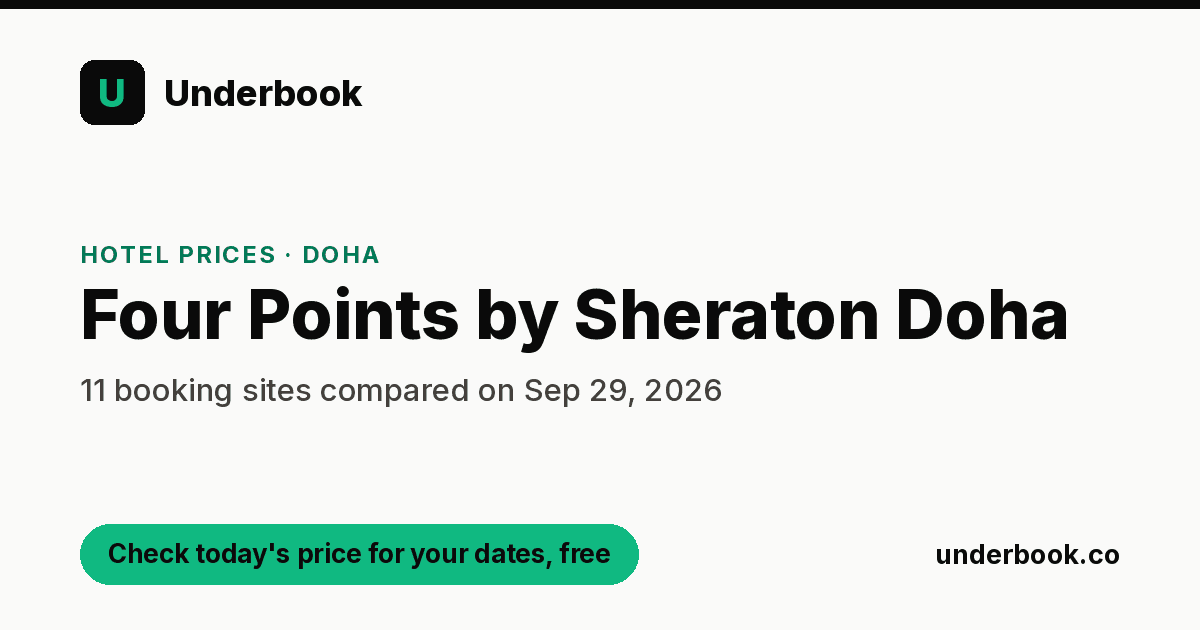 U Underbook
HOTEL PRICES · DOHA
Four Points by Sheraton Doha
11 booking sites compared on Sep 29, 2026
Check today's price for your dates, free
underbook.co